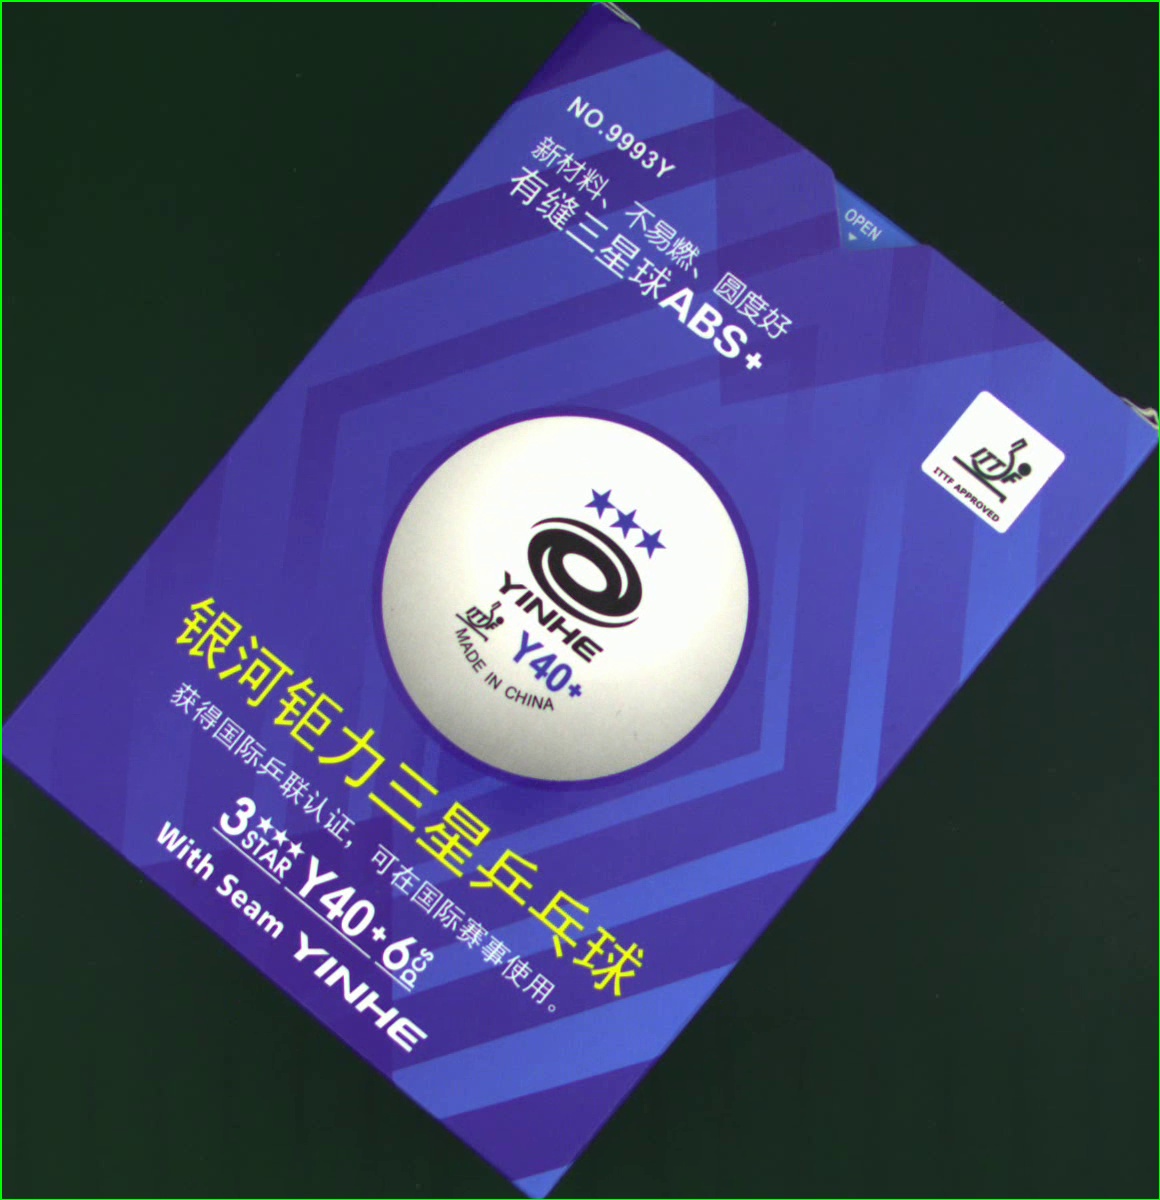 NO.9993Y
新材料、不易燃、圆度好
有缝三星球ABS+
OPEN
ITTF
ITTF APPROVED
YINHE
ITTF Y40+
MADE IN CHINA
银河钜力三星乒乓球
获得国际乒联认证，可在国际赛事使用。
3 STAR Y40+ 6 PCS
With Seam YINHE